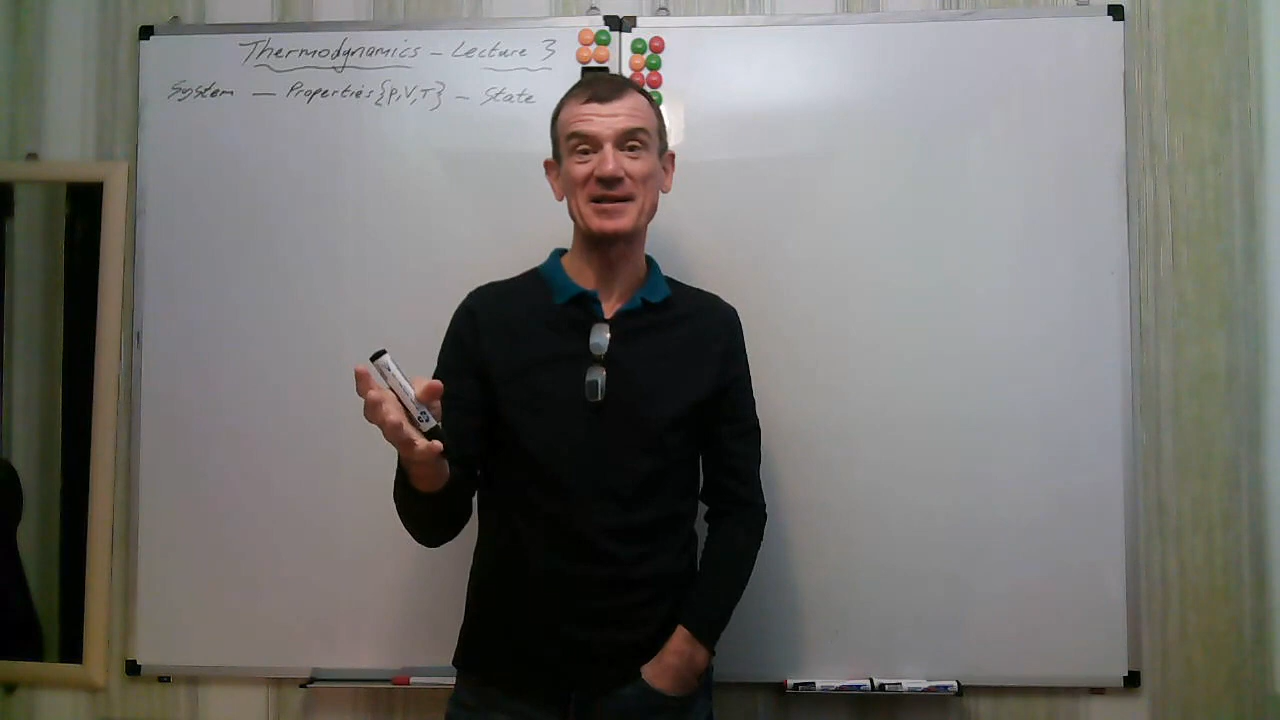 Thermodynamics – Lecture 3
System — Properties {P,V,T} – State